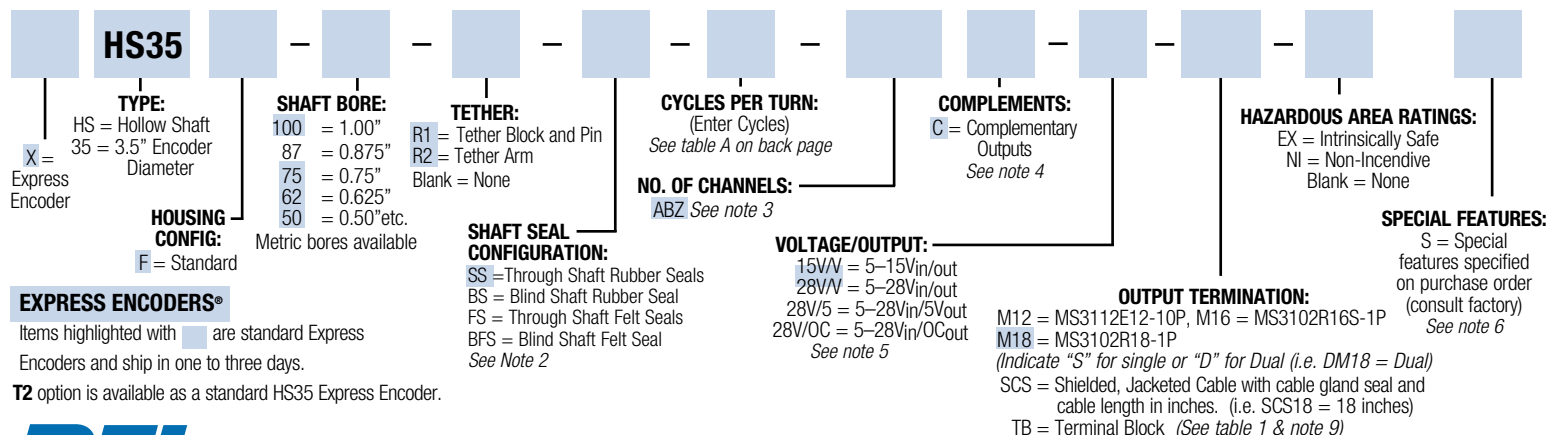 HS35 – – – – – – – –
X =
Express
Encoder
TYPE:
HS = Hollow Shaft
35 = 3.5” Encoder
Diameter
HOUSING
CONFIG:
F = Standard
SHAFT BORE:
100 = 1.00”
87 = 0.875”
75 = 0.75”
62 = 0.625”
50 = 0.50”etc.
Metric bores available
TETHER:
R1 = Tether Block and Pin
R2 = Tether Arm
Blank = None
SHAFT SEAL
CONFIGURATION:
SS =Through Shaft Rubber Seals
BS = Blind Shaft Rubber Seal
FS = Through Shaft Felt Seals
BFS = Blind Shaft Felt Seal
See Note 2
CYCLES PER TURN:
(Enter Cycles)
See table A on back page
NO. OF CHANNELS:
ABZ See note 3
COMPLEMENTS:
C = Complementary
Outputs
See note 4
VOLTAGE/OUTPUT:
15V/V = 5–15Vin/out
28V/V = 5–28Vin/out
28V/5 = 5–28Vin/5Vout
28V/OC = 5–28Vin/OCout
See note 5
OUTPUT TERMINATION:
M12 = MS3112E12-10P, M16 = MS3102R16S-1P
M18 = MS3102R18-1P
(Indicate “S” for single or “D” for Dual (i.e. DM18 = Dual)
SCS = Shielded, Jacketed Cable with cable gland seal and
cable length in inches. (i.e. SCS18 = 18 inches)
TB = Terminal Block (See table 1 & note 9)
HAZARDOUS AREA RATINGS:
EX = Intrinsically Safe
NI = Non-Incendive
Blank = None
SPECIAL FEATURES:
S = Special
features specified
on purchase order
(consult factory)
See note 6
EXPRESS ENCODERS®
Items highlighted with are standard Express
Encoders and ship in one to three days.
T2 option is available as a standard HS35 Express Encoder.